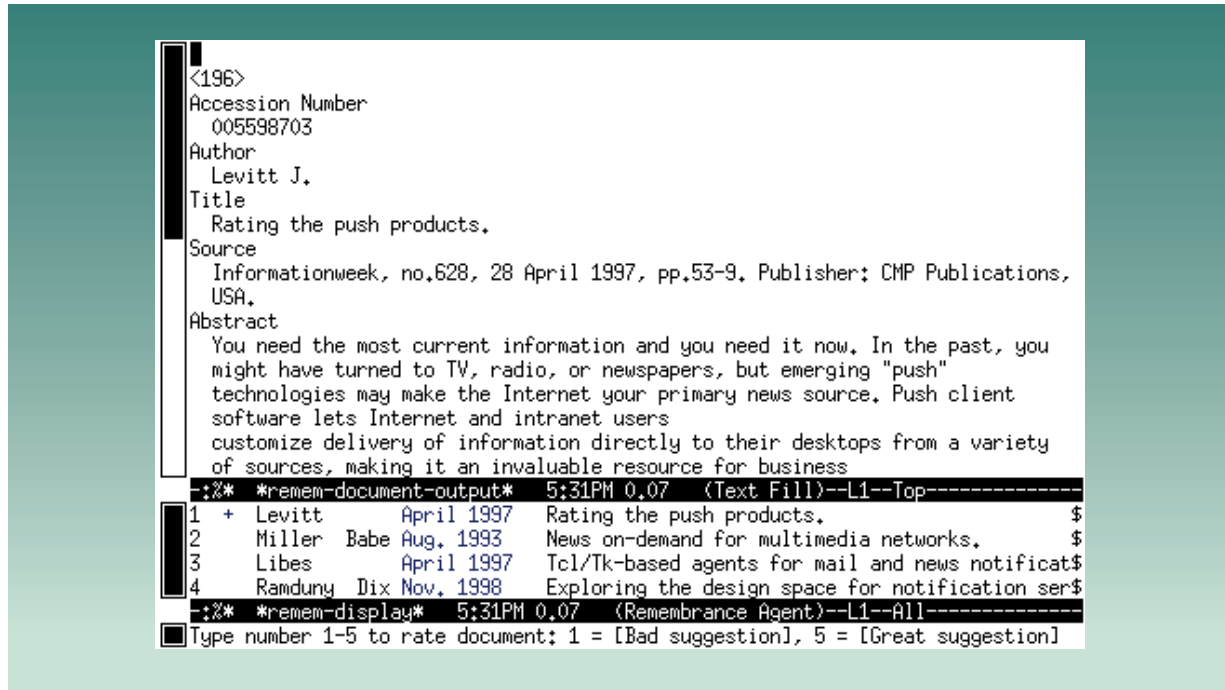 <196>
Accession Number
005598703
Author
Levitt J.
Title
Rating the push products.
Source
Informationweek, no.628, 28 April 1997, pp.53-9. Publisher: CMP Publications,
USA.
Abstract
You need the most current information and you need it now. In the past, you
might have turned to TV, radio, or newspapers, but emerging "push"
technologies may make the Internet your primary news source. Push client
software lets Internet and intranet users
customize delivery of information directly to their desktops from a variety
of sources, making it an invaluable resource for business
-:%*  *remem-document-output*   5:31PM 0.07   (Text Fill)--L1--Top---------------
1  +  Levitt       April 1997   Rating the push products.                       $
2     Miller  Babe Aug. 1993    News on-demand for multimedia networks.         $
3     Libes        April 1997   Tcl/Tk-based agents for mail and news notificat$
4     Ramduny  Dix Nov. 1998    Exploring the design space for notification ser$
-:%*  *remem-display*   5:31PM 0.07   (Remembrance Agent)--L1--All---------------
Type number 1-5 to rate document: 1 = [Bad suggestion], 5 = [Great suggestion]